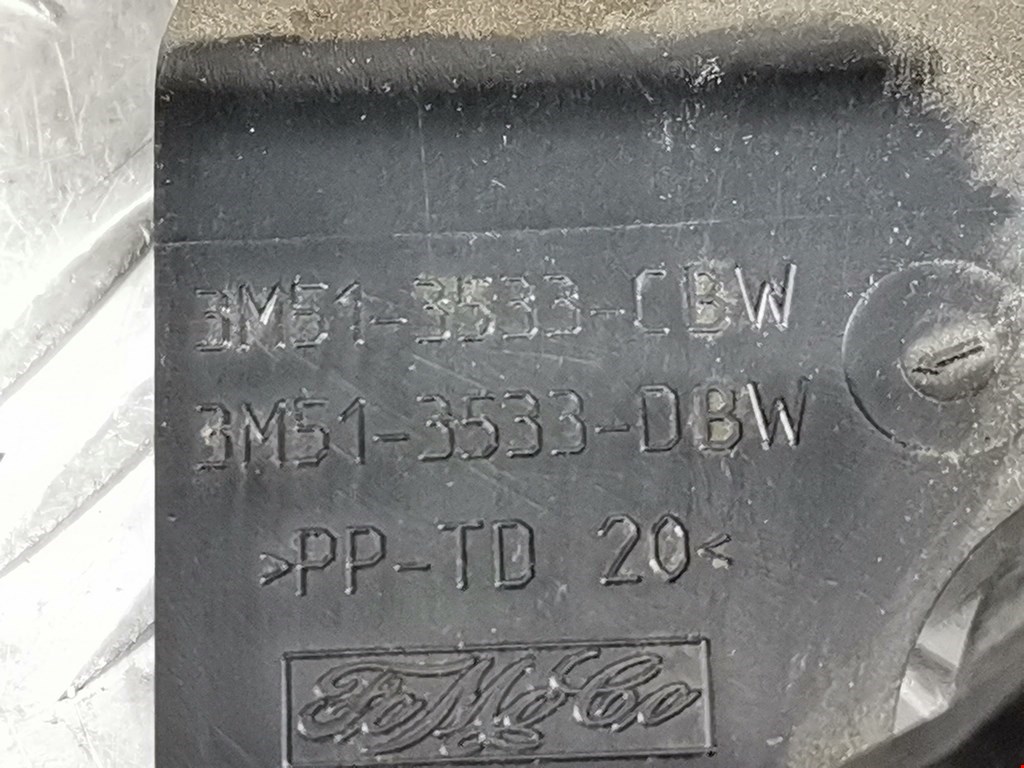 3M51-3533-CBW
3M51-3533-DBW
>PP-TD 20<
FoMoCo